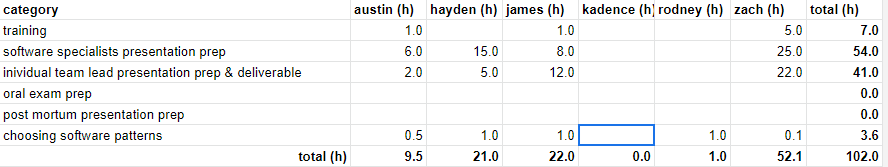 category austin (h) hayden (h) james (h) kadence (h) rodney (h) zach (h) total (h)
training 1.0 1.0 5.0 7.0
software specialists presentation prep 6.0 15.0 8.0 25.0 54.0
inividual team lead presentation prep & deliverable 2.0 5.0 12.0 22.0 41.0
oral exam prep 0.0
post mortum presentation prep 0.0
choosing software patterns 0.5 1.0 1.0 1.0 0.1 3.6
total (h) 9.5 21.0 22.0 0.0 1.0 52.1 102.0